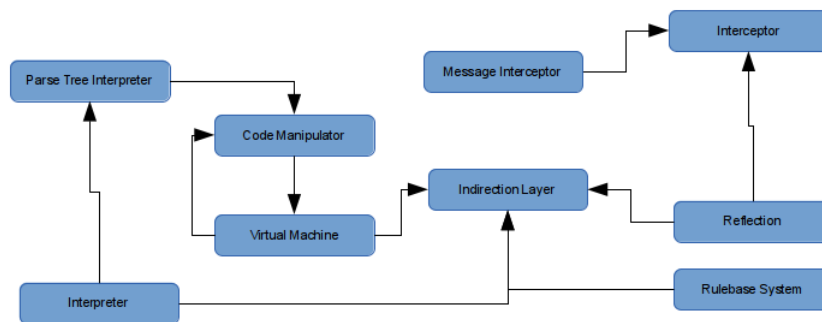 Interceptor
Parse Tree Interpreter
Message Interceptor
Code Manipulator
Indirection Layer
Virtual Machine
Reflection
Interpreter
Rulebase System